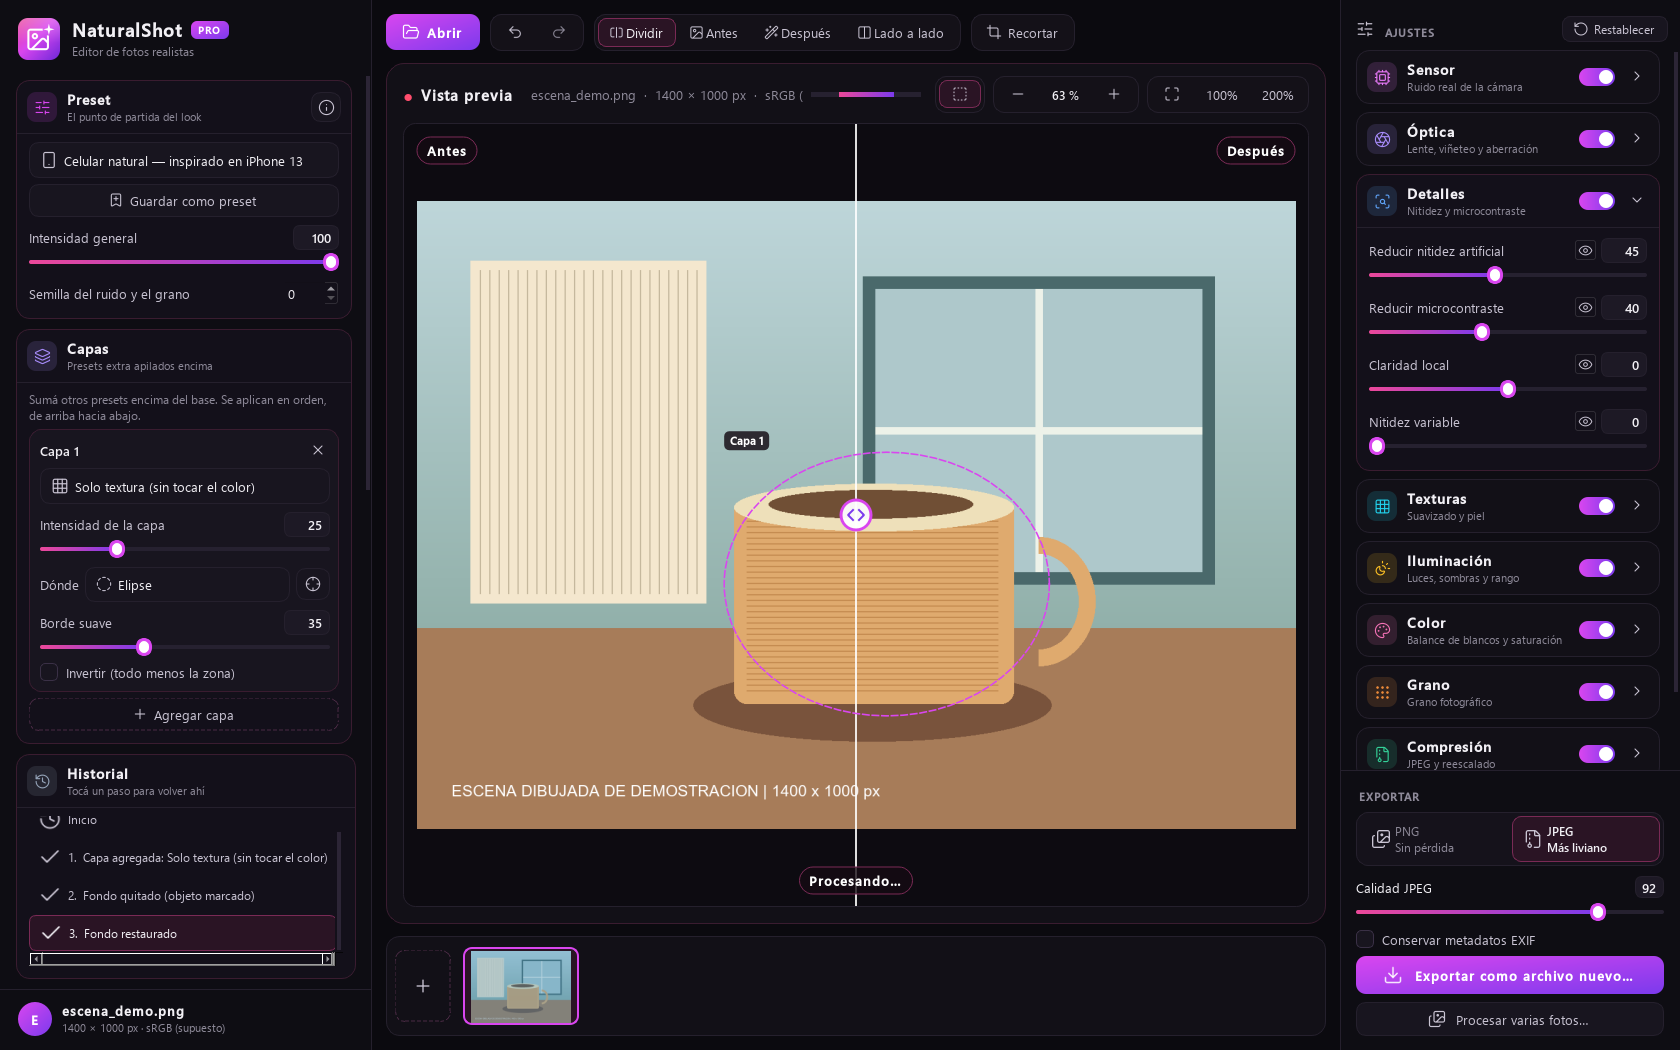 NaturalShot PRO
Editor de fotos realistas
Preset
El punto de partida del look
Celular natural — inspirado en iPhone 13
Guardar como preset
Intensidad general 100
Semilla del ruido y el grano 0
Capas
Presets extra apilados encima
Sumá otros presets encima del base. Se aplican en orden,
de arriba hacia abajo.
Capa 1
Solo textura (sin tocar el color)
Intensidad de la capa 25
Dónde Elipse
Borde suave 35
Invertir (todo menos la zona)
Agregar capa
Historial
Tocá un paso para volver ahí
Inicio
1. Capa agregada: Solo textura (sin tocar el color)
2. Fondo quitado (objeto marcado)
3. Fondo restaurado
E
escena_demo.png
1400 × 1000 px · sRGB (supuesto)
Abrir
Dividir
Antes
Después
Lado a lado
Recortar
Vista previa
escena_demo.png · 1400 × 1000 px · sRGB (
63 %
100%
200%
Antes
Después
Capa 1
ESCENA DIBUJADA DE DEMOSTRACION | 1400 x 1000 px
Procesando…
AJUSTES
Restablecer
Sensor
Ruido real de la cámara
Óptica
Lente, viñeteo y aberración
Detalles
Nitidez y microcontraste
Reducir nitidez artificial 45
Reducir microcontraste 40
Claridad local 0
Nitidez variable 0
Texturas
Suavizado y piel
Iluminación
Luces, sombras y rango
Color
Balance de blancos y saturación
Grano
Grano fotográfico
Compresión
JPEG y reescalado
EXPORTAR
PNG
Sin pérdida
JPEG
Más liviano
Calidad JPEG 92
Conservar metadatos EXIF
Exportar como archivo nuevo…
Procesar varias fotos…